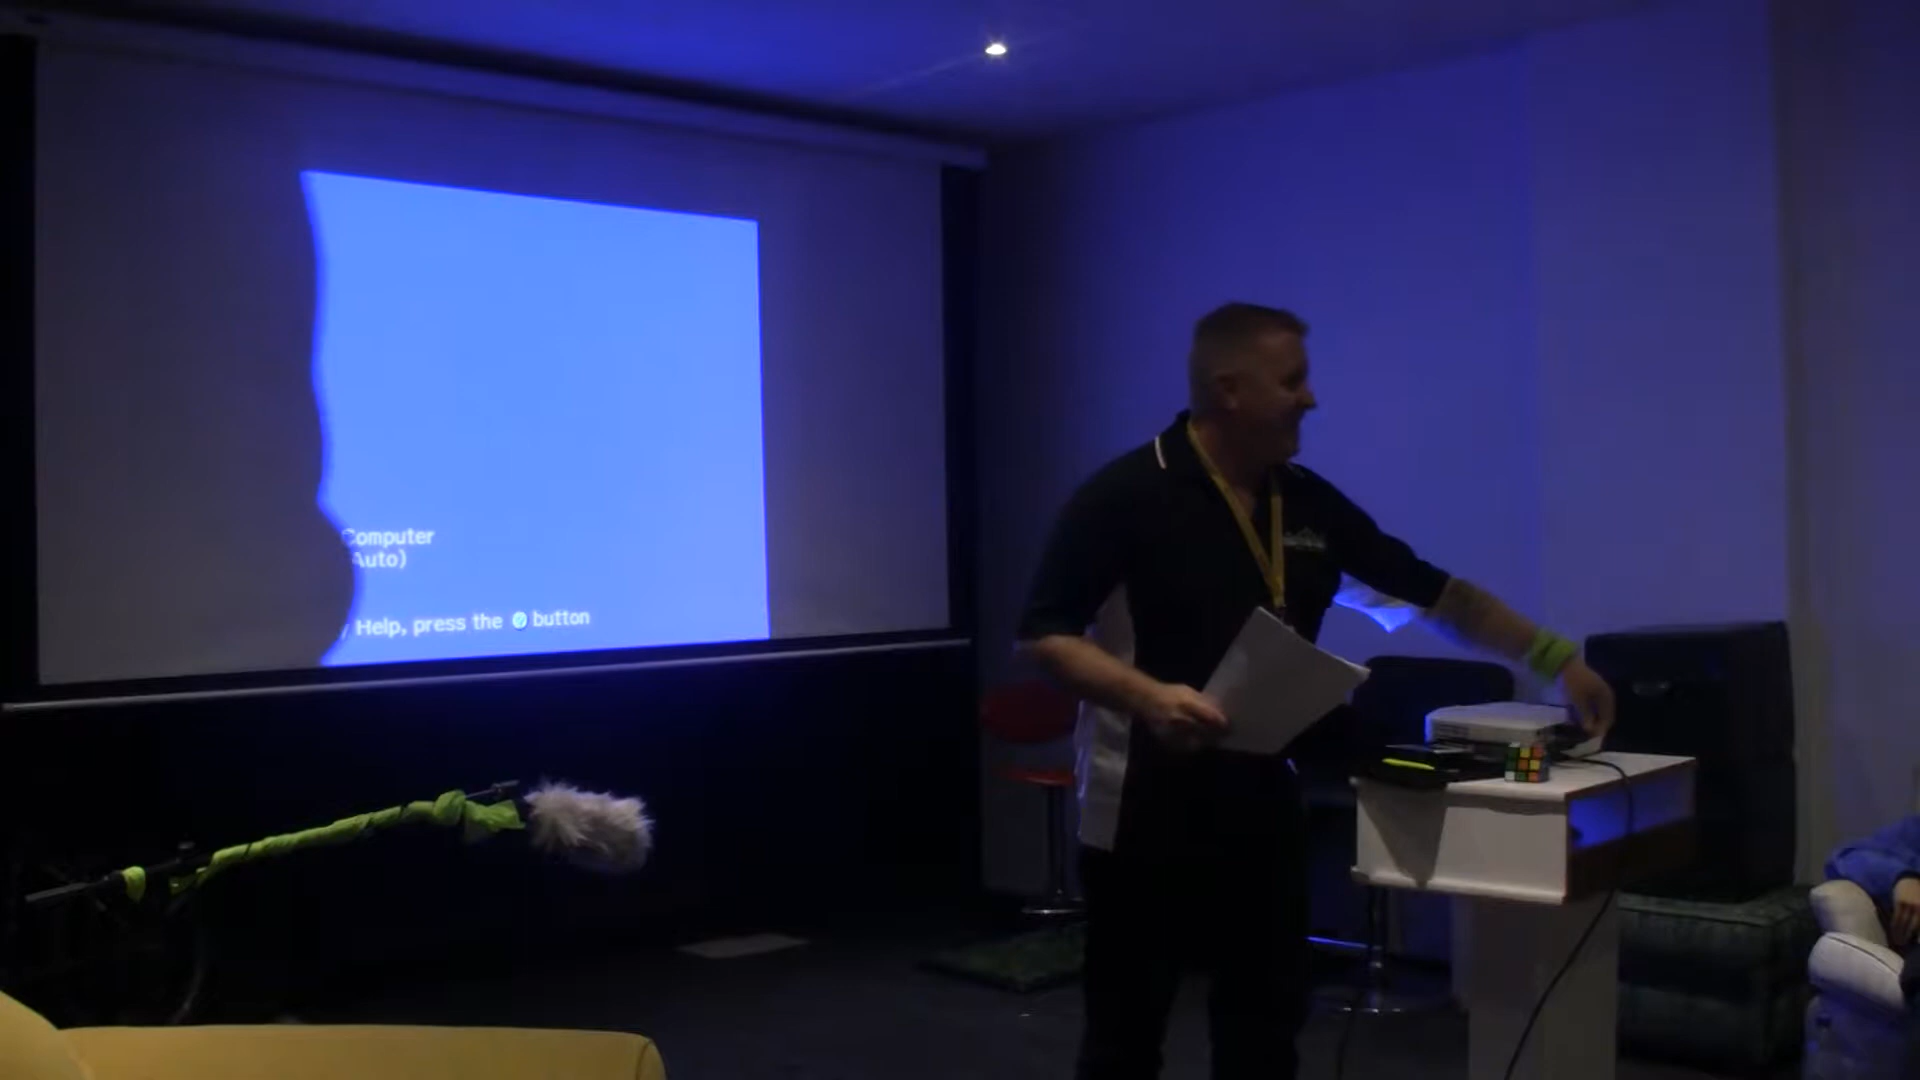 Computer
Auto)
Help, press the button